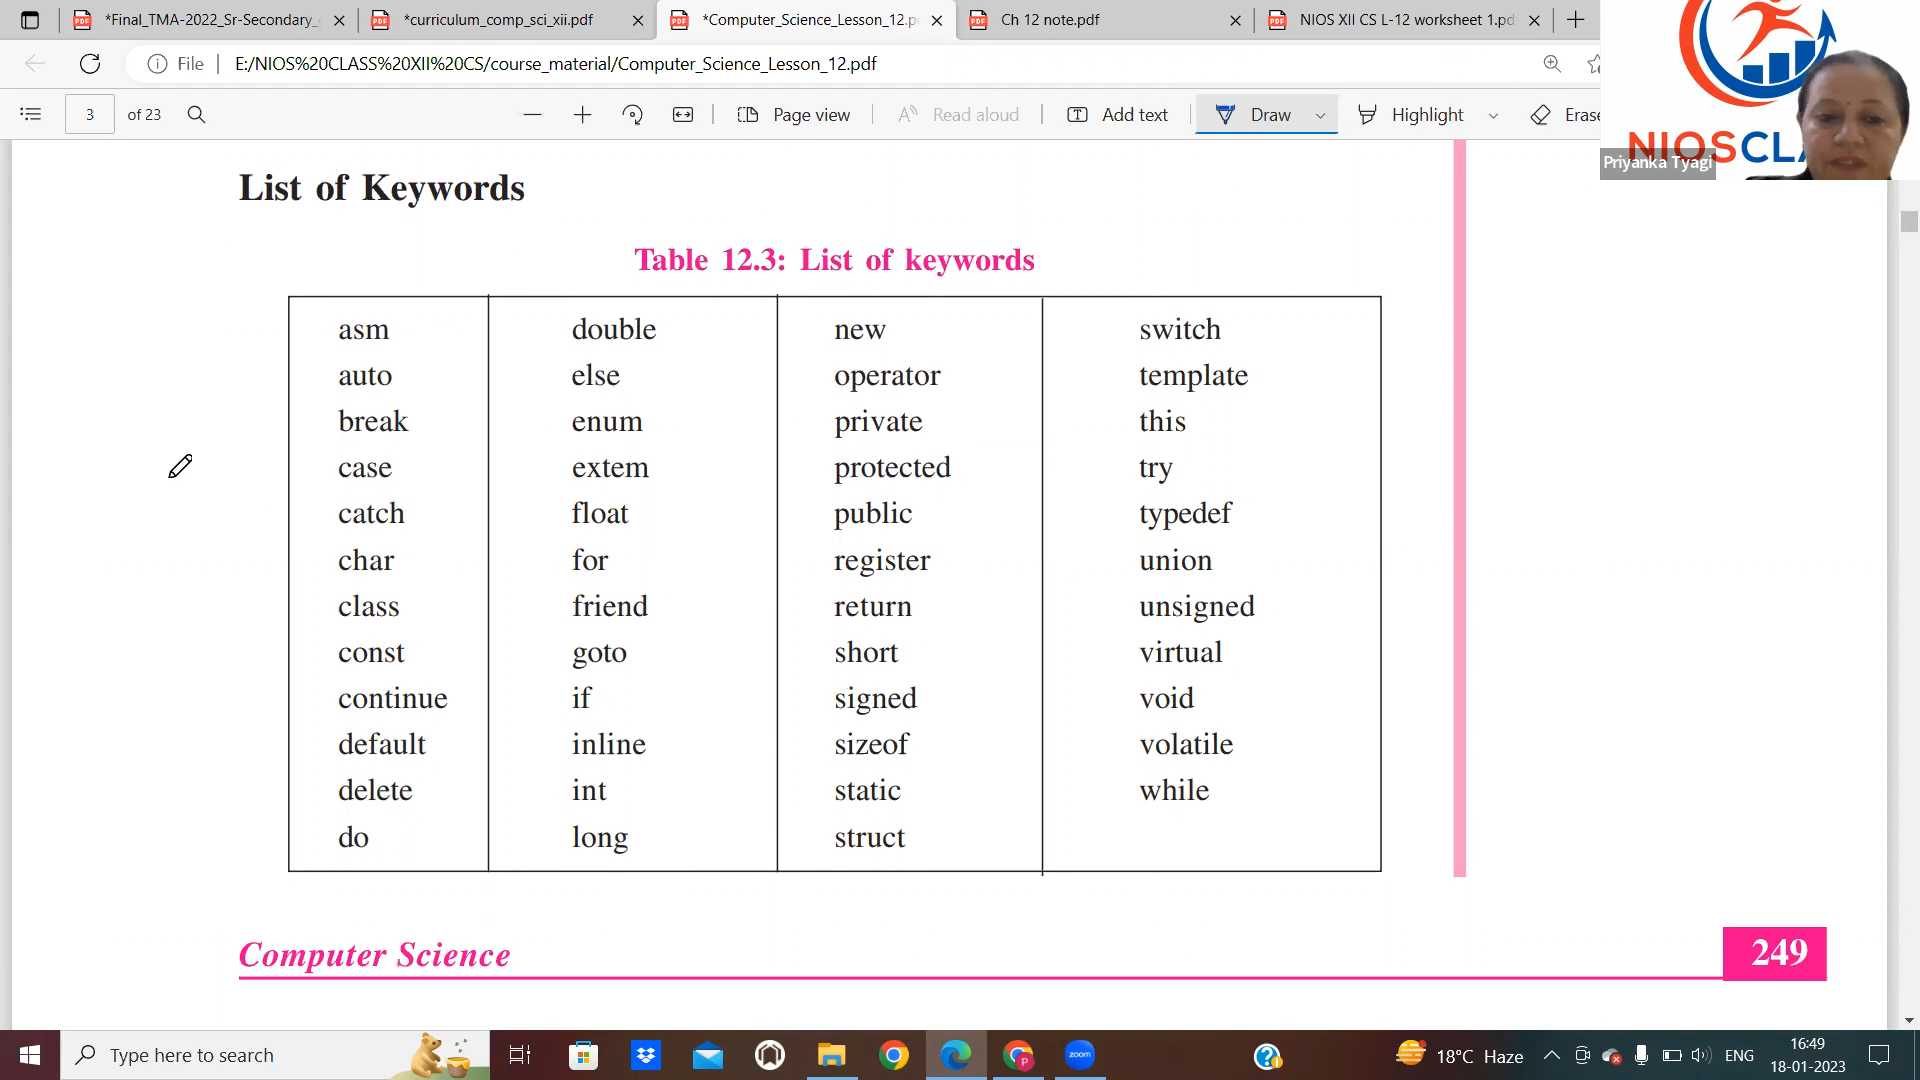 *Final_TMA-2022_Sr-Secondary_
*curriculum_comp_sci_xii.pdf
*Computer_Science_Lesson_12.p
Ch 12 note.pdf
NIOS XII CS L-12 worksheet 1.pd
File
E:/NIOS%20CLASS%20XII%20CS/course_material/Computer_Science_Lesson_12.pdf
3 of 23
Page view
Read aloud
Add text
Draw
Highlight
Erase
NIOSCLA
Priyanka Tyagi
List of Keywords
Table 12.3: List of keywords
asm double new switch
auto else operator template
break enum private this
case extem protected try
catch float public typedef
char for register union
class friend return unsigned
const goto short virtual
continue if signed void
default inline sizeof volatile
delete int static while
do long struct
Computer Science
249
Type here to search
zoom
18°C Haze
ENG
16:49
18-01-2023